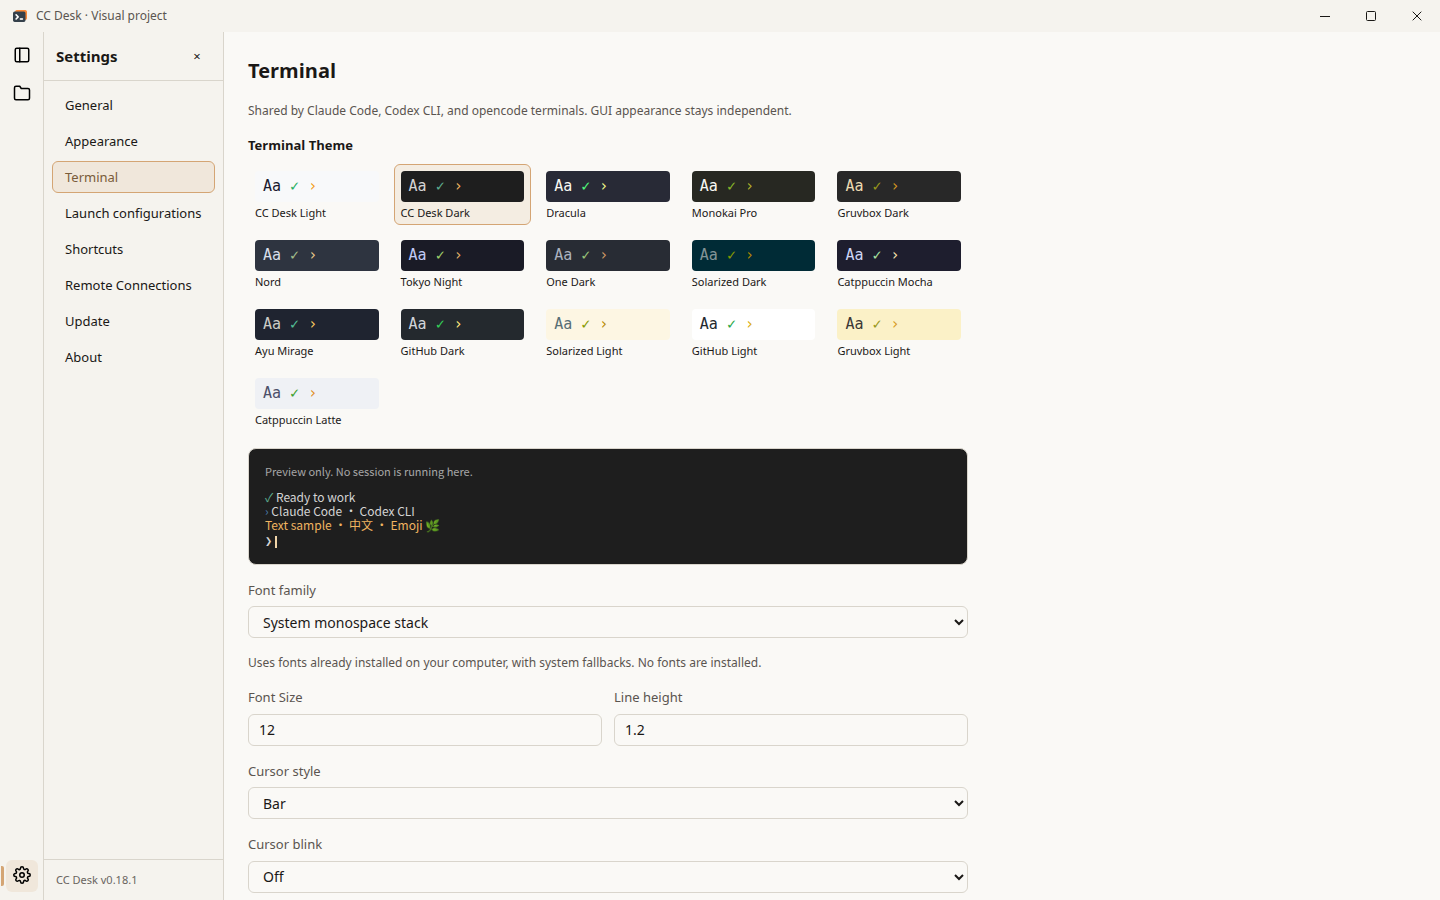 CC Desk · Visual project
Settings
×
General
Appearance
Terminal
Launch configurations
Shortcuts
Remote Connections
Update
About
CC Desk v0.18.1
Terminal
Shared by Claude Code, Codex CLI, and opencode terminals. GUI appearance stays independent.
Terminal Theme
Aa ✓ › Aa ✓ › Aa ✓ › Aa ✓ › Aa ✓ ›
CC Desk Light CC Desk Dark Dracula Monokai Pro Gruvbox Dark
Aa ✓ › Aa ✓ › Aa ✓ › Aa ✓ › Aa ✓ ›
Nord Tokyo Night One Dark Solarized Dark Catppuccin Mocha
Aa ✓ › Aa ✓ › Aa ✓ › Aa ✓ › Aa ✓ ›
Ayu Mirage GitHub Dark Solarized Light GitHub Light Gruvbox Light
Aa ✓ ›
Catppuccin Latte
Preview only. No session is running here.
✓ Ready to work
› Claude Code · Codex CLI
Text sample · 中文 · Emoji 🌿
❯
Font family
System monospace stack
Uses fonts already installed on your computer, with system fallbacks. No fonts are installed.
Font Size Line height
12 1.2
Cursor style
Bar
Cursor blink
Off